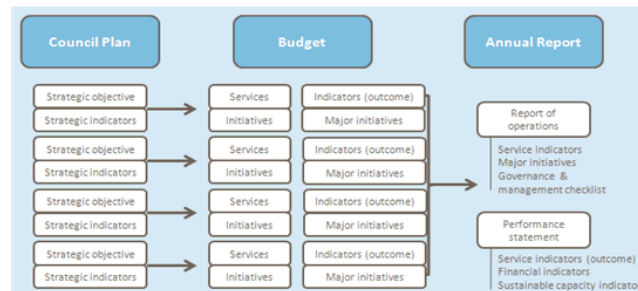 Council Plan
Budget
Annual Report
Strategic objective
Strategic indicators
Services
Indicators (outcome)
Initiatives
Major initiatives
Strategic objective
Strategic indicators
Services
Indicators (outcome)
Initiatives
Major initiatives
Strategic objective
Strategic indicators
Services
Indicators (outcome)
Initiatives
Major initiatives
Strategic objective
Strategic indicators
Services
Indicators (outcome)
Initiatives
Major initiatives
Report of
operations
Service indicators
Major initiatives
Governance &
management checklist
Performance
statement
Service indicators (outcome)
Financial indicators
Sustainable capacity indicato